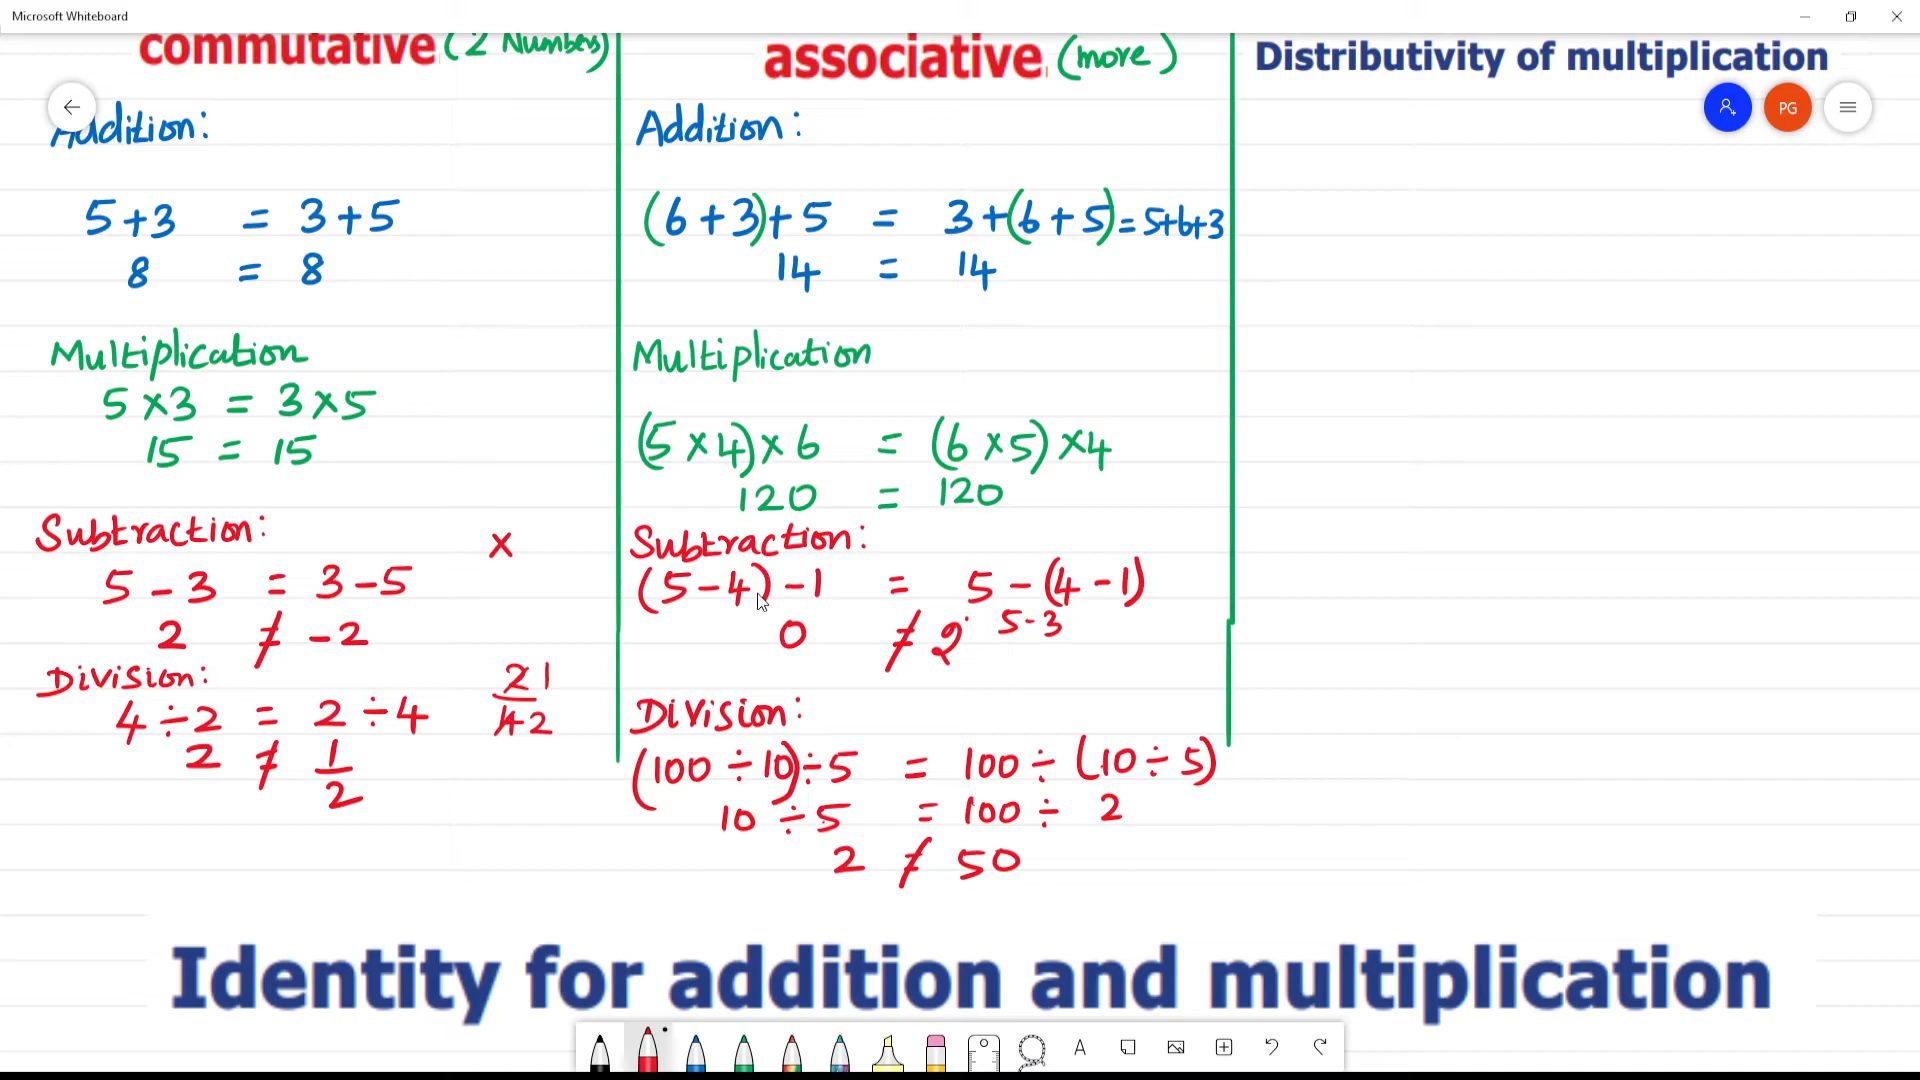 Microsoft Whiteboard
commutative (2 Numbers)
Addition:
5+3 = 3+5
8 = 8
Multiplication
5×3 = 3×5
15 = 15
Subtraction: ×
5-3 = 3-5
2 ≠ -2
Division:
4÷2 = 2÷4
2 1
4 2
2 ≠ 1/2
associative (more)
Addition:
(6+3)+5 = 3+(6+5) = 5+6+3
14 = 14
Multiplication
(5×4)×6 = (6×5)×4
120 = 120
Subtraction:
(5-4)-1 = 5-(4-1)
0 ≠ 2 5-3
Division:
(100÷10)÷5 = 100÷(10÷5)
10÷5 = 100÷2
2 ≠ 50
Distributivity of multiplication
PG
Identity for addition and multiplication
A